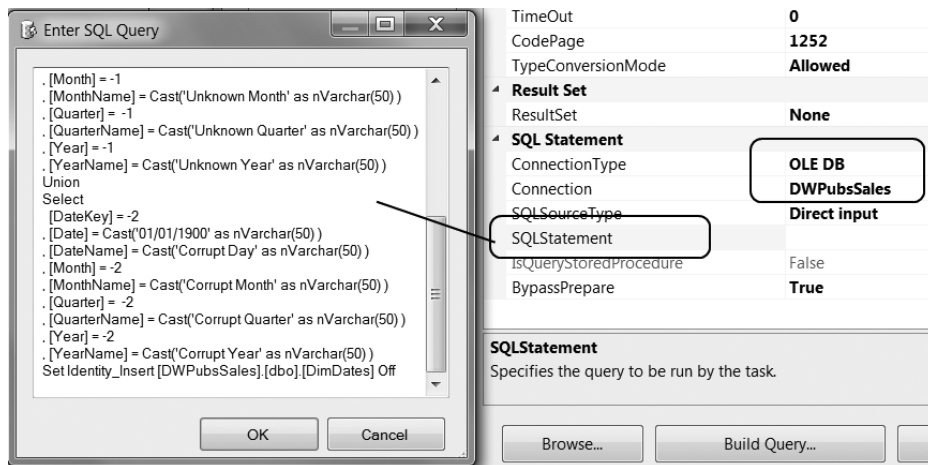 Enter SQL Query
, [Month] = -1
, [MonthName] = Cast('Unknown Month' as nVarchar(50) )
, [Quarter] =  -1
, [QuarterName] = Cast('Unknown Quarter' as nVarchar(50) )
, [Year] = -1
, [YearName] = Cast('Unknown Year' as nVarchar(50) )
Union
Select
[DateKey] = -2
, [Date] = Cast('01/01/1900' as nVarchar(50) )
, [DateName] = Cast('Corrupt Day' as nVarchar(50) )
, [Month] = -2
, [MonthName] = Cast('Corrupt Month' as nVarchar(50) )
, [Quarter] =  -2
, [QuarterName] = Cast('Corrupt Quarter' as nVarchar(50) )
, [Year] = -2
, [YearName] = Cast('Corrupt Year' as nVarchar(50) )
Set Identity_Insert [DWPubsSales].[dbo].[DimDates] Off
OK Cancel
TimeOut 0
CodePage 1252
TypeConversionMode Allowed
Result Set
ResultSet None
SQL Statement
ConnectionType OLE DB
Connection DWPubsSales
SQLSourceType Direct input
SQLStatement
IsQueryStoredProcedure False
BypassPrepare True
SQLStatement
Specifies the query to be run by the task.
Browse... Build Query...